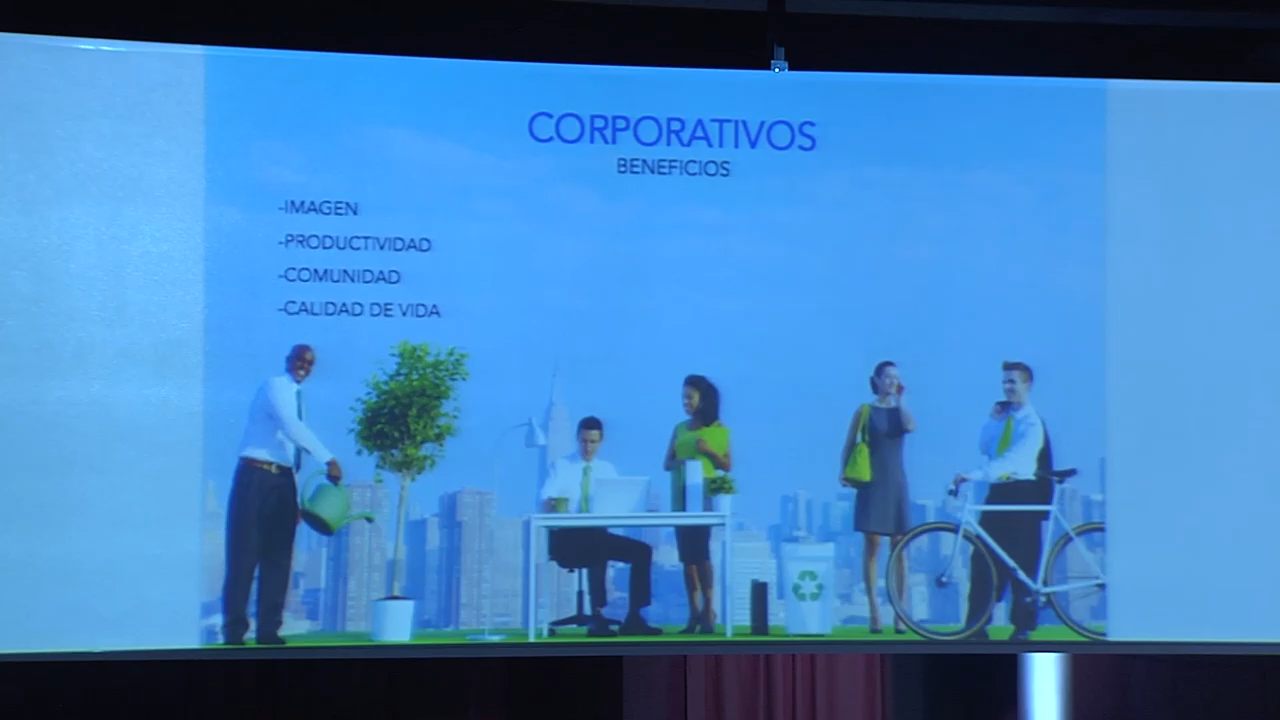 CORPORATIVOS
BENEFICIOS
-IMAGEN
-PRODUCTIVIDAD
-COMUNIDAD
-CALIDAD DE VIDA